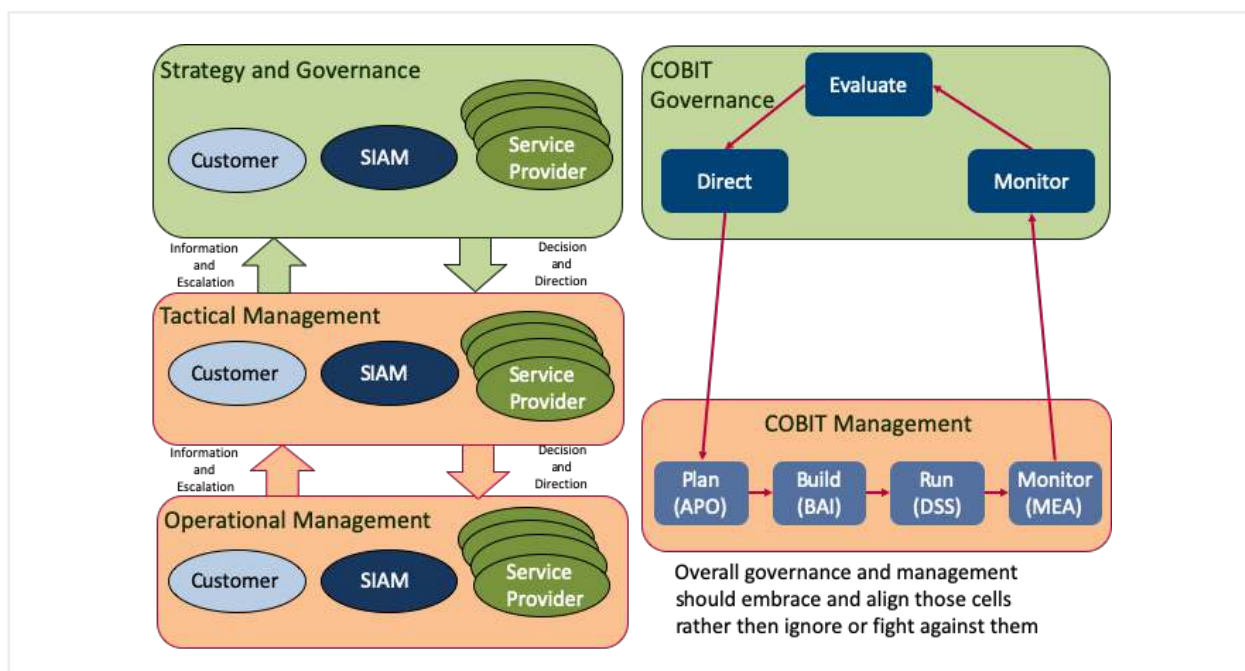 Strategy and Governance
Customer
SIAM
Service
Provider
Information
and
Escalation
Decision
and
Direction
Tactical Management
Customer
SIAM
Service
Provider
Information
and
Escalation
Decision
and
Direction
Operational Management
Customer
SIAM
Service
Provider
COBIT
Governance
Evaluate
Direct
Monitor
COBIT Management
Plan
(APO)
Build
(BAI)
Run
(DSS)
Monitor
(MEA)
Overall governance and management
should embrace and align those cells
rather then ignore or fight against them